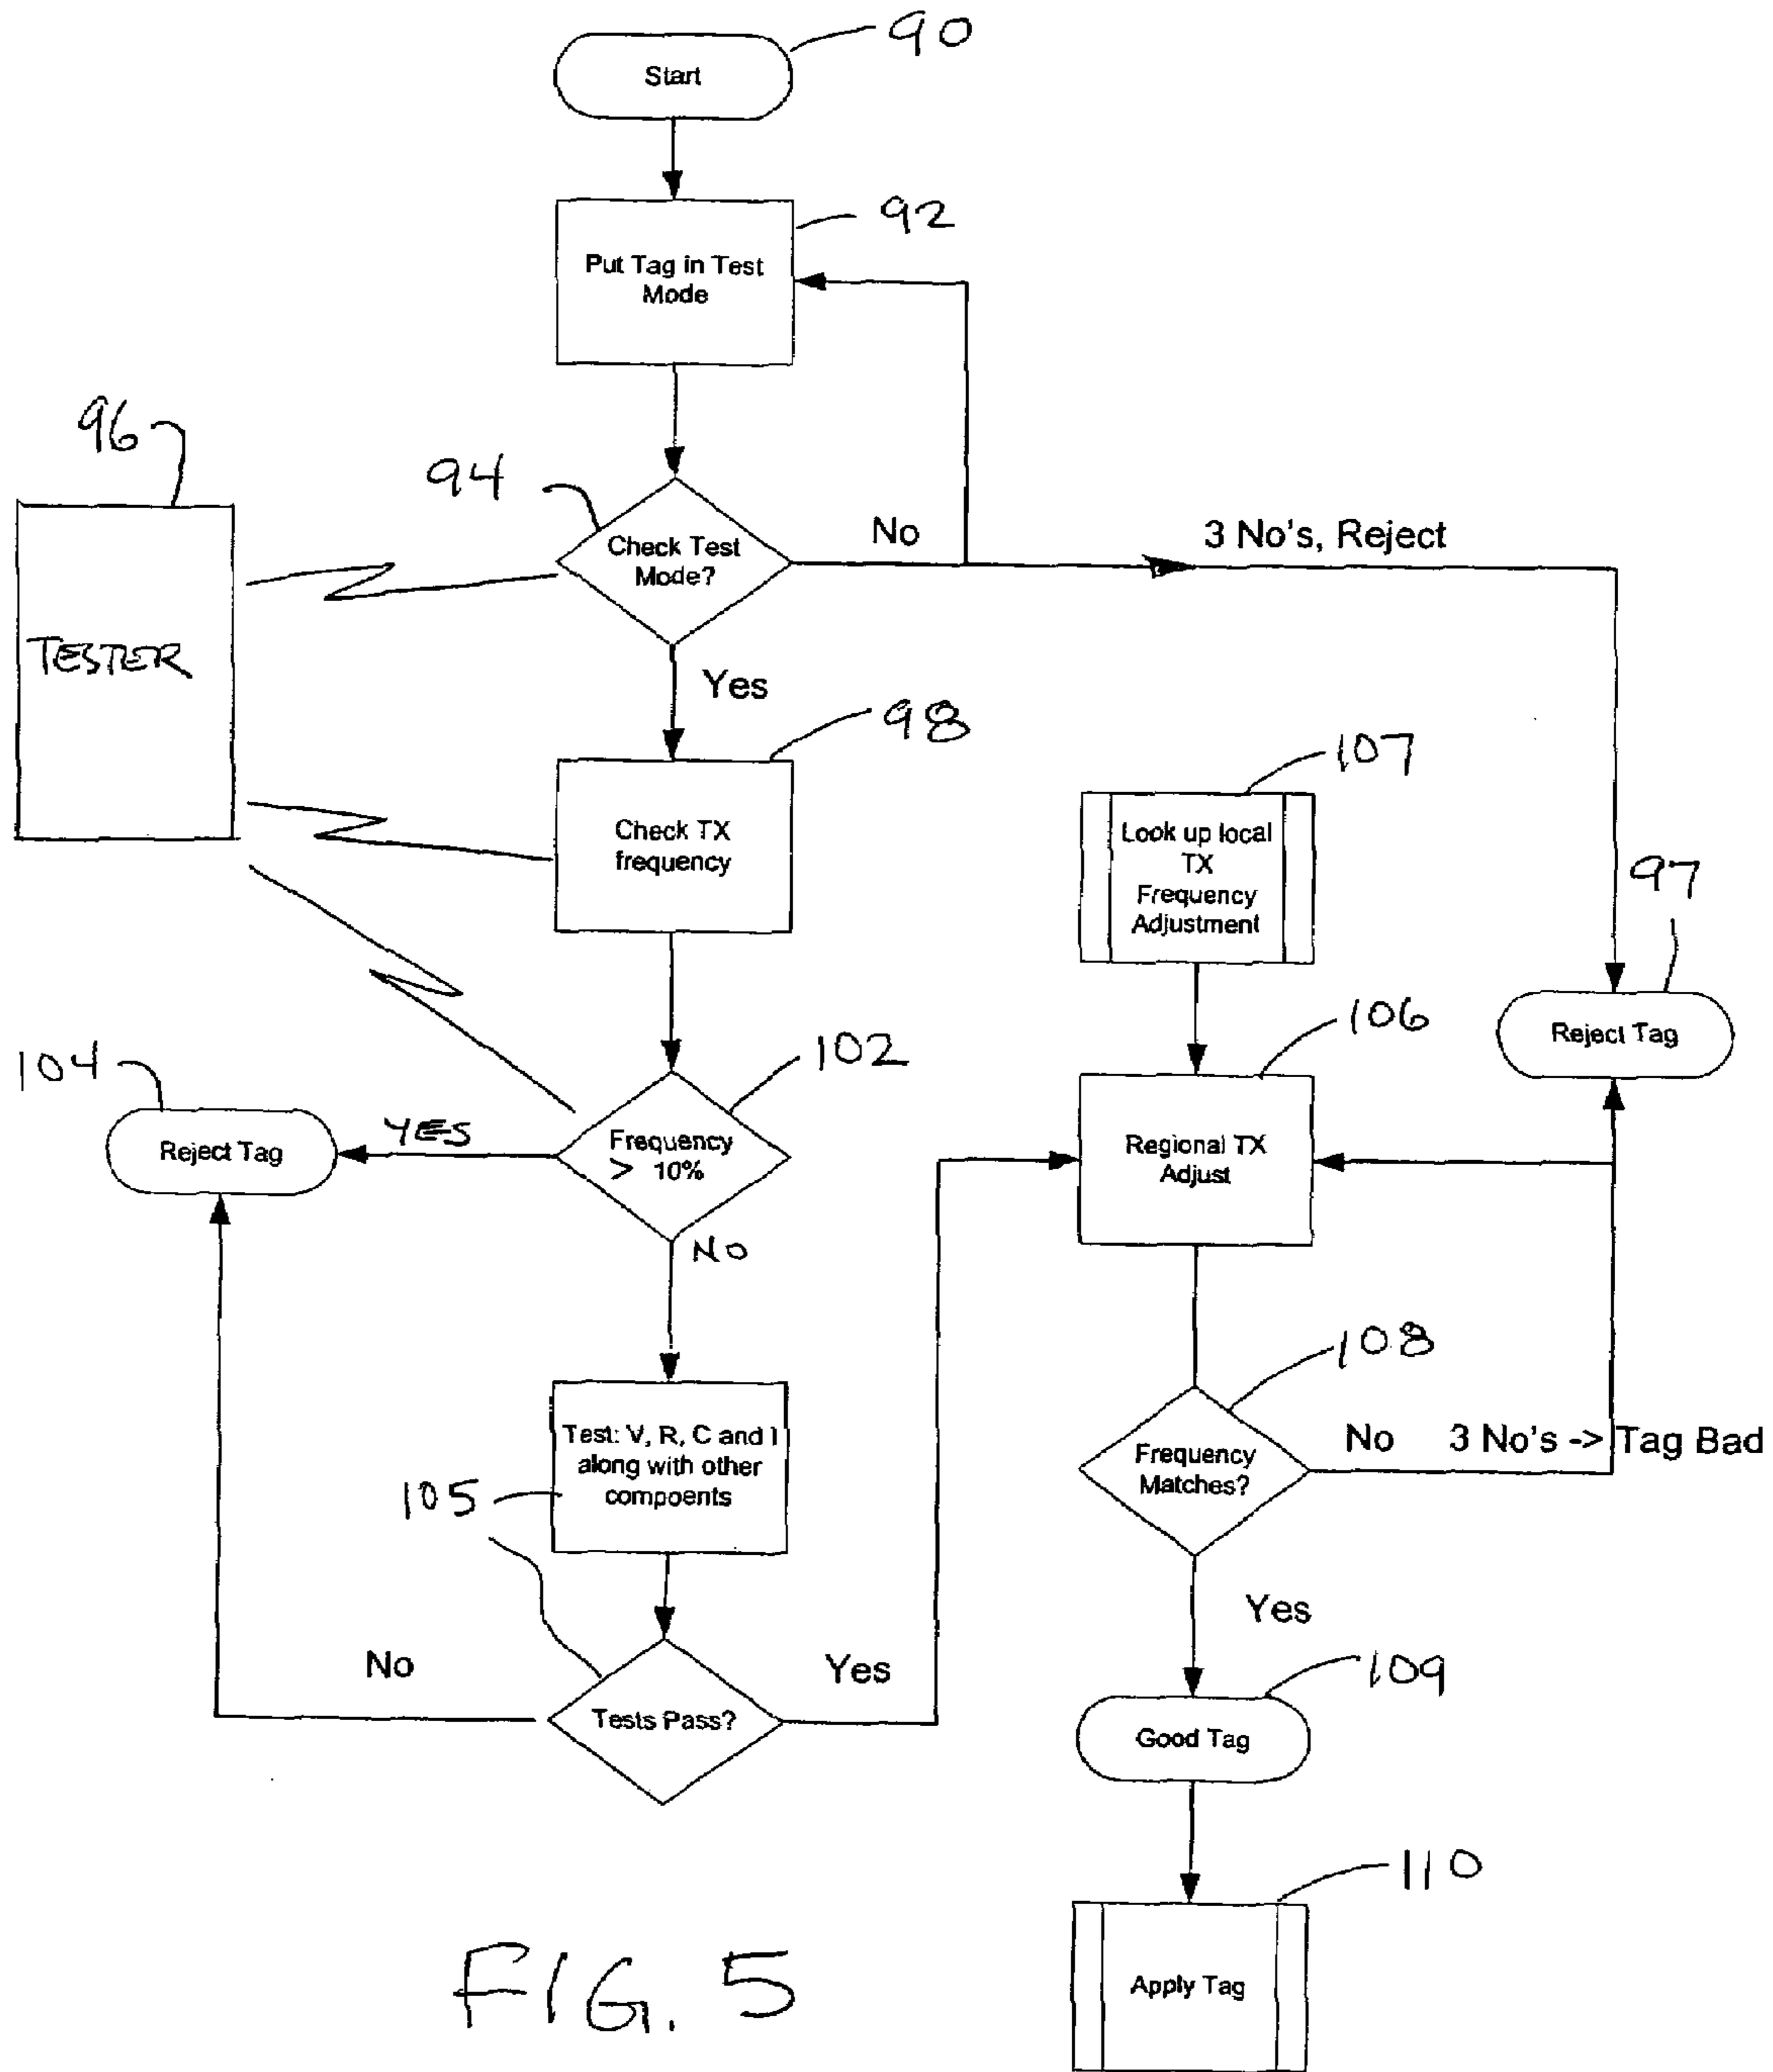 90
Start
92
Put Tag in Test
Mode
96
94
Check Test
Mode?
No
3 No's, Reject
TESTER
Yes
98
Check TX
frequency
107
Look up local
TX
Frequency
Adjustment
97
Reject Tag
106
Regional TX
Adjust
104
Reject Tag
YES
102
Frequency
> 10%
NO
108
Frequency
Matches?
No
3 No's -> Tag Bad
Test: V, R, C and I
along with other
compoents
105
Tests Pass?
No
Yes
Yes
109
Good Tag
110
Apply Tag
FIG. 5